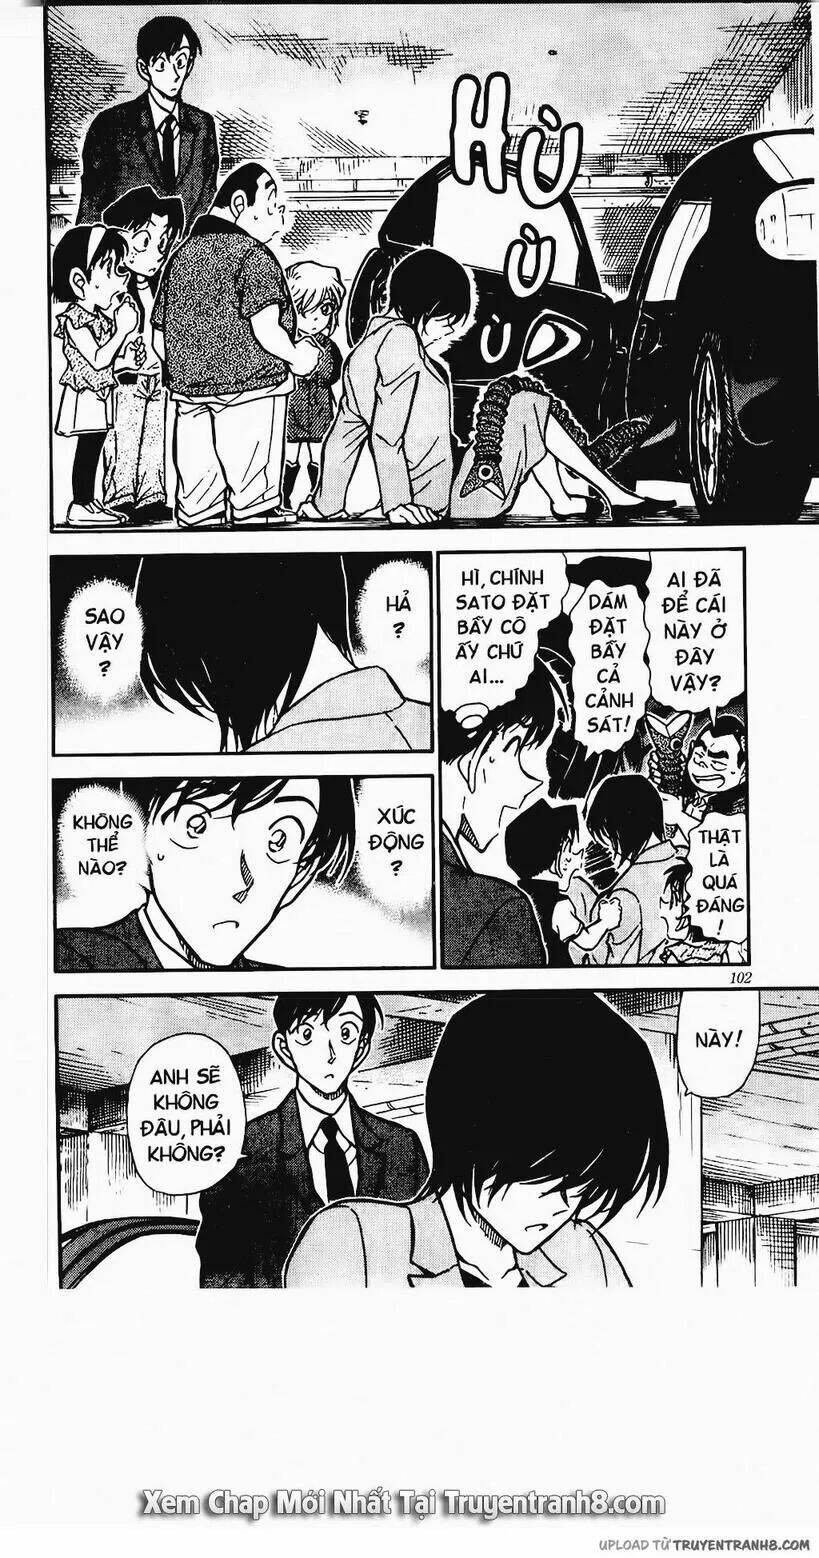 HÙ
Ù
Ù
AI ĐÃ
ĐỂ CÁI
NÀY Ở
ĐÂY
VẬY?
DÁM
ĐẶT
BẪY
CẢ
CẢNH
SÁT!
HÌ, CHÍNH
SATO ĐẶT
BẪY CÔ
ẤY CHỨ
AI...
THẬT
LÀ
QUÁ
ĐÁNG
!
HẢ
?
SAO
VẬY
?
XÚC
ĐỘNG
?
KHÔNG
THỂ
NÀO?
102
NÀY!
ANH SẼ
KHÔNG
ĐÂU, PHẢI
KHÔNG?
Xem Chap Mới Nhất Tại Truyentranh8.com
UPLOAD TỪ TRUYENTRANH8.COM